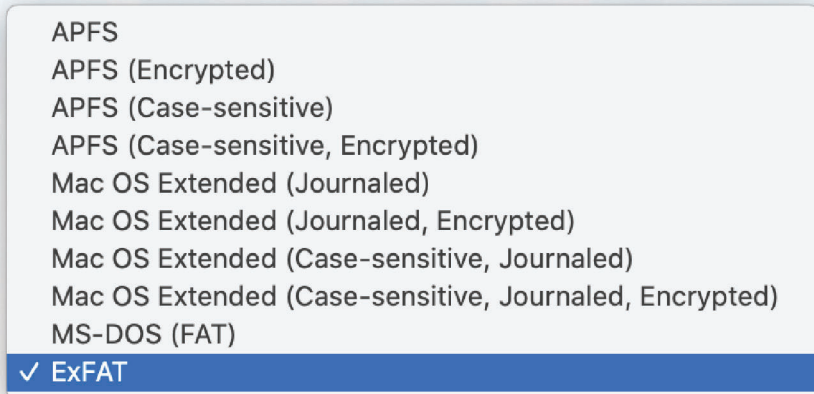 APFS
APFS (Encrypted)
APFS (Case-sensitive)
APFS (Case-sensitive, Encrypted)
Mac OS Extended (Journaled)
Mac OS Extended (Journaled, Encrypted)
Mac OS Extended (Case-sensitive, Journaled)
Mac OS Extended (Case-sensitive, Journaled, Encrypted)
MS-DOS (FAT)
✓ ExFAT